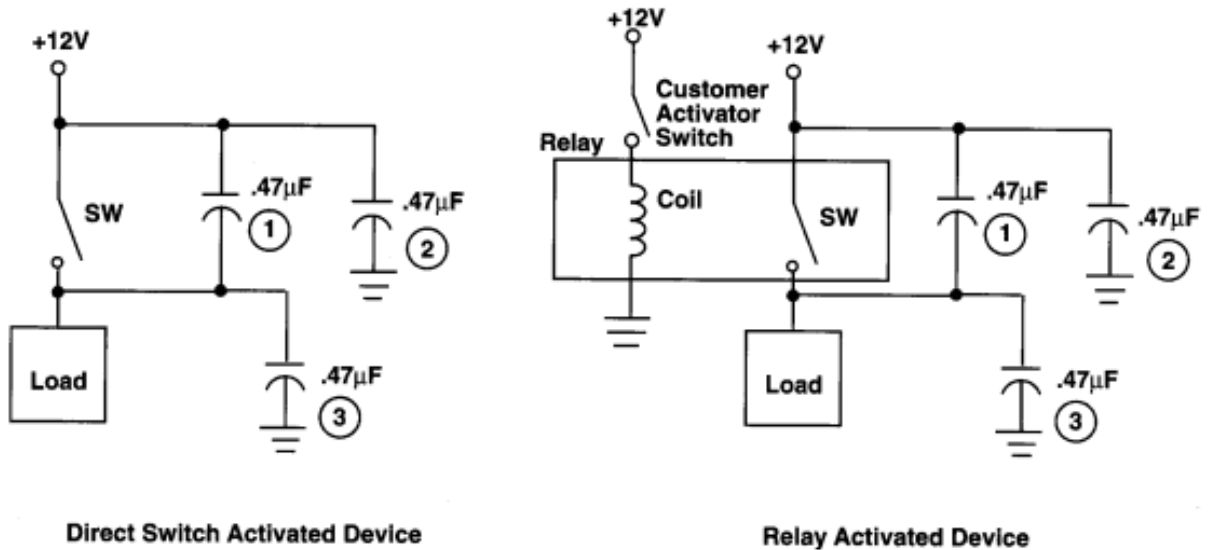 +12V
SW
.47µF
1
.47µF
2
Load
.47µF
3
Direct Switch Activated Device
+12V
Customer
Activator
Switch
Relay
Coil
+12V
SW
.47µF
1
.47µF
2
Load
.47µF
3
Relay Activated Device